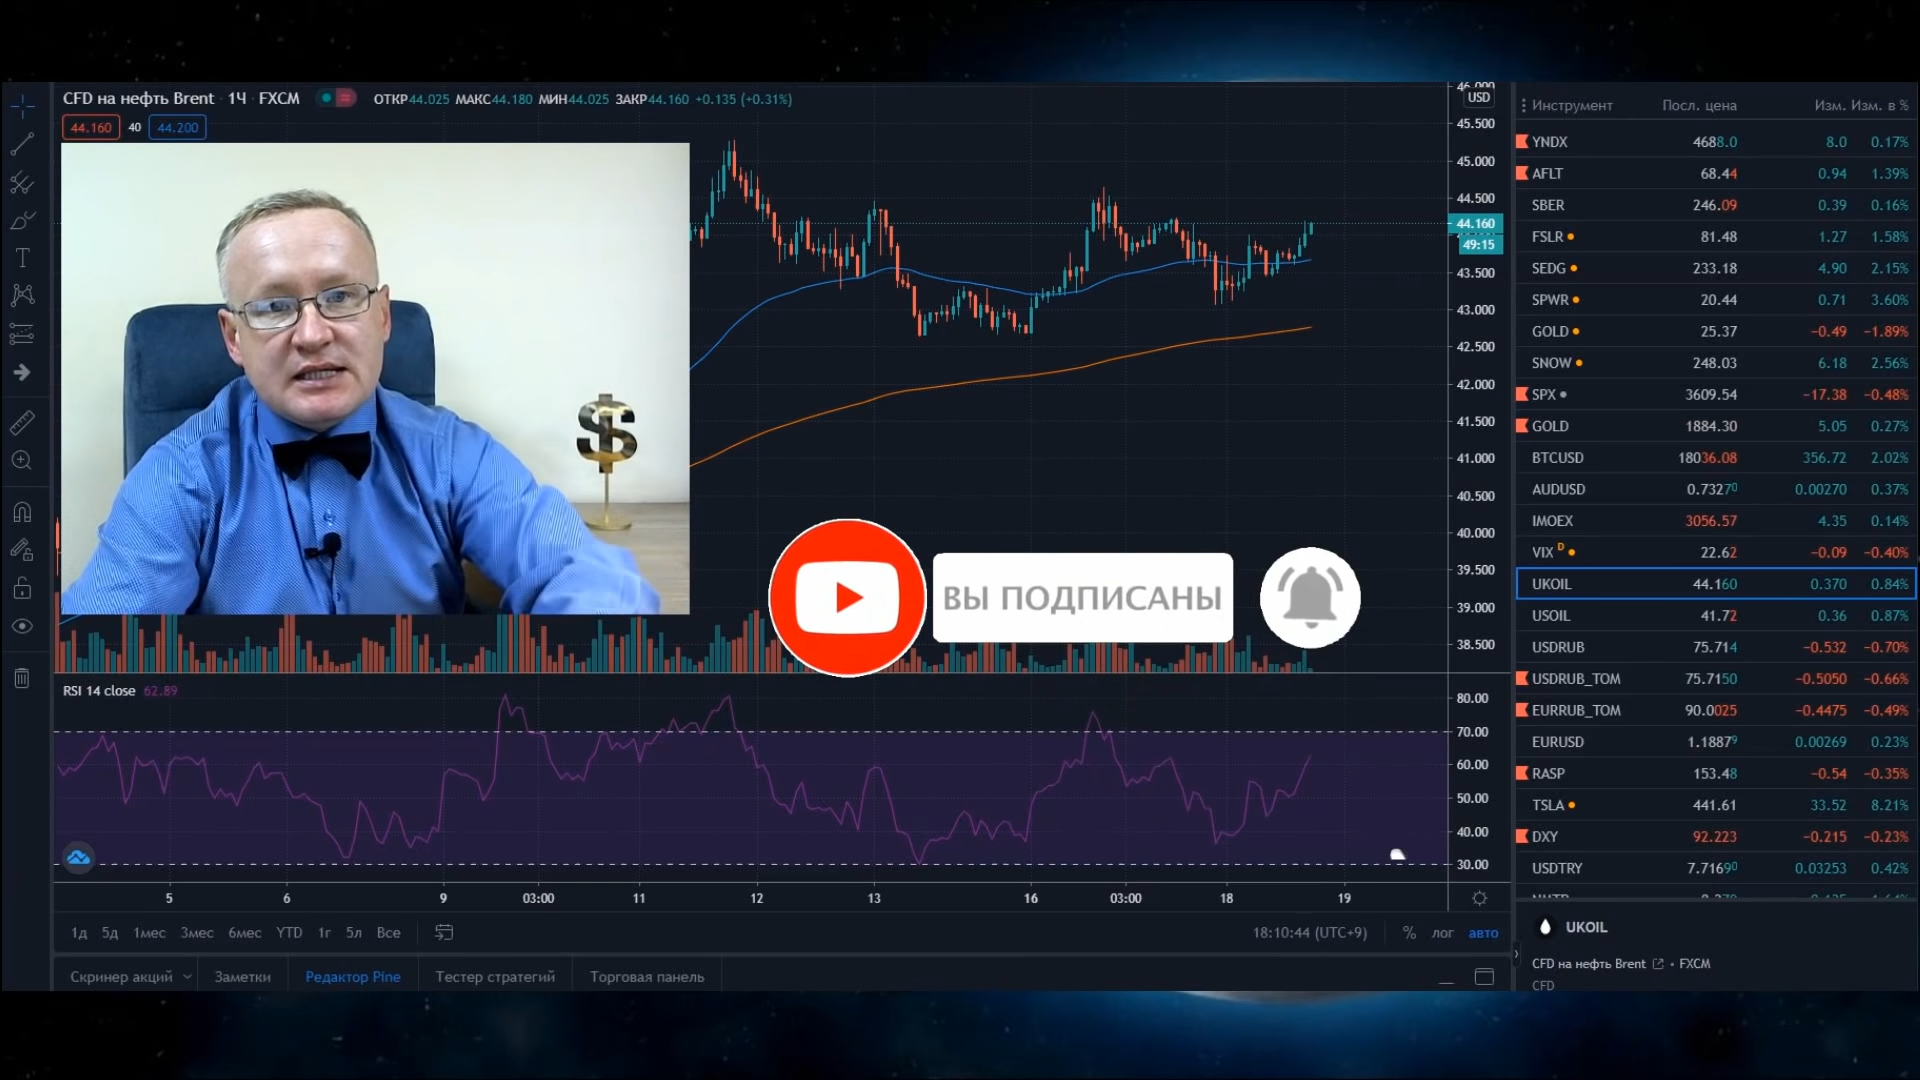 CFD на нефть Brent · 1Ч · FXCM ОТКР44.025 МАКС44.180 МИН44.025 ЗАКР44.160 +0.135 (+0.31%)
44.160 40 44.200
46.000
USD
45.500
45.000
44.500
44.160
49:15
43.500
43.000
42.500
42.000
41.500
41.000
40.500
40.000
39.500
39.000
38.500
ВЫ ПОДПИСАНЫ
RSI 14 close 62.89
80.00
70.00
60.00
50.00
40.00
30.00
5 6 9 03:00 11 12 13 16 03:00 18 19
1д 5д 1мес 3мес 6мес YTD 1г 5л Все 18:10:44 (UTC+9) % лог авто
Скринер акций Заметки Редактор Pine Тестер стратегий Торговая панель
Инструмент Посл. цена Изм. Изм. в %
YNDX 4688.0 8.0 0.17%
AFLT 68.44 0.94 1.39%
SBER 246.09 0.39 0.16%
FSLR 81.48 1.27 1.58%
SEDG 233.18 4.90 2.15%
SPWR 20.44 0.71 3.60%
GOLD 25.37 −0.49 −1.89%
SNOW 248.03 6.18 2.56%
SPX 3609.54 −17.38 −0.48%
GOLD 1884.30 5.05 0.27%
BTCUSD 18036.08 356.72 2.02%
AUDUSD 0.73270 0.00270 0.37%
IMOEX 3056.57 4.35 0.14%
VIX D 22.62 −0.09 −0.40%
UKOIL 44.160 0.370 0.84%
USOIL 41.72 0.36 0.87%
USDRUB 75.714 −0.532 −0.70%
USDRUB_TOM 75.7150 −0.5050 −0.66%
EURRUB_TOM 90.0025 −0.4475 −0.49%
EURUSD 1.18879 0.00269 0.23%
RASP 153.48 −0.54 −0.35%
TSLA 441.61 33.52 8.21%
DXY 92.223 −0.215 −0.23%
USDTRY 7.71690 0.03253 0.42%
UKOIL
CFD на нефть Brent • FXCM
CFD